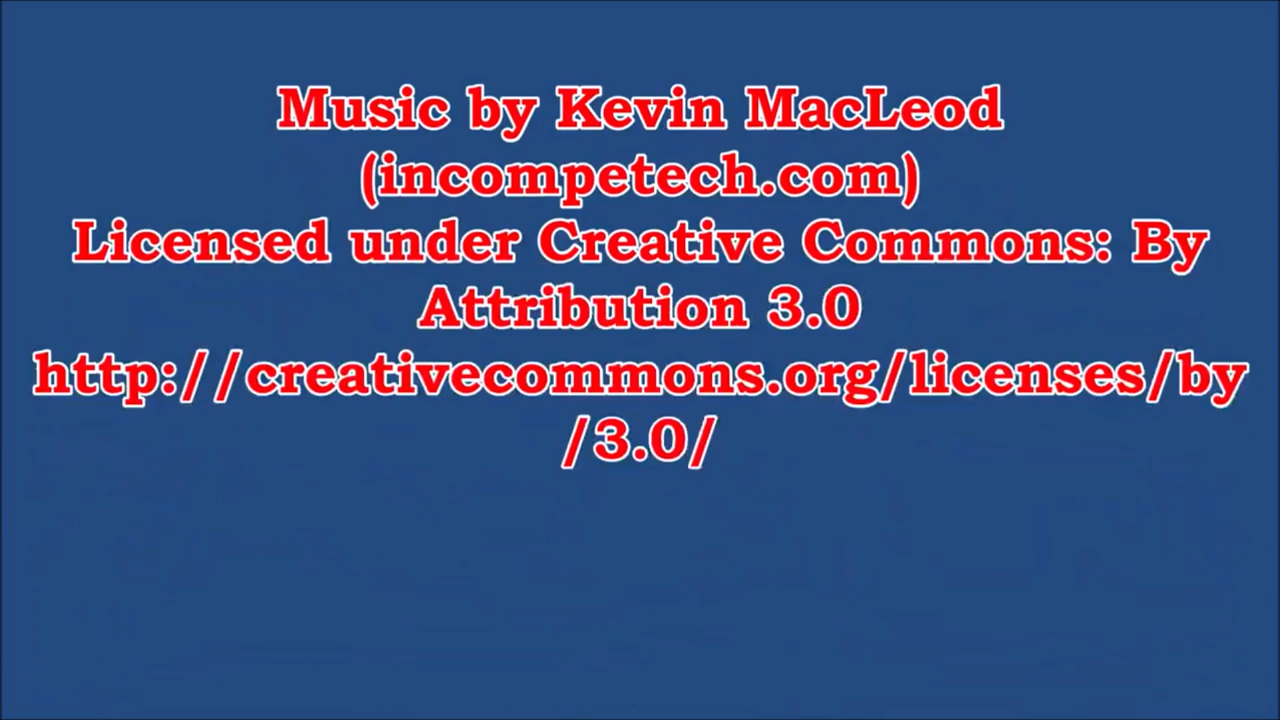 Music by Kevin MacLeod
(incompetech.com)
Licensed under Creative Commons: By
Attribution 3.0
http://creativecommons.org/licenses/by
/3.0/